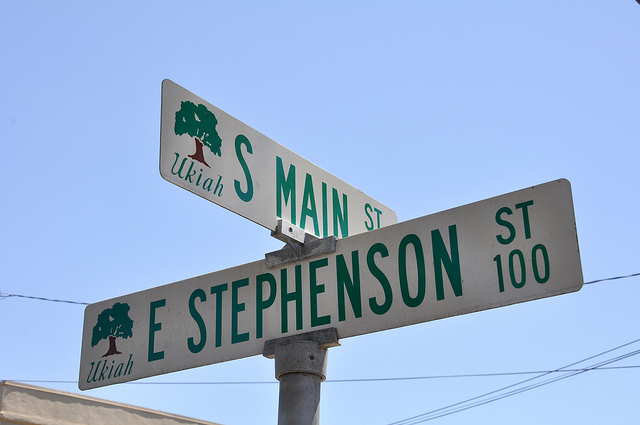 S MAIN ST
Ukiah
E STEPHENSON ST
100
Ukiah